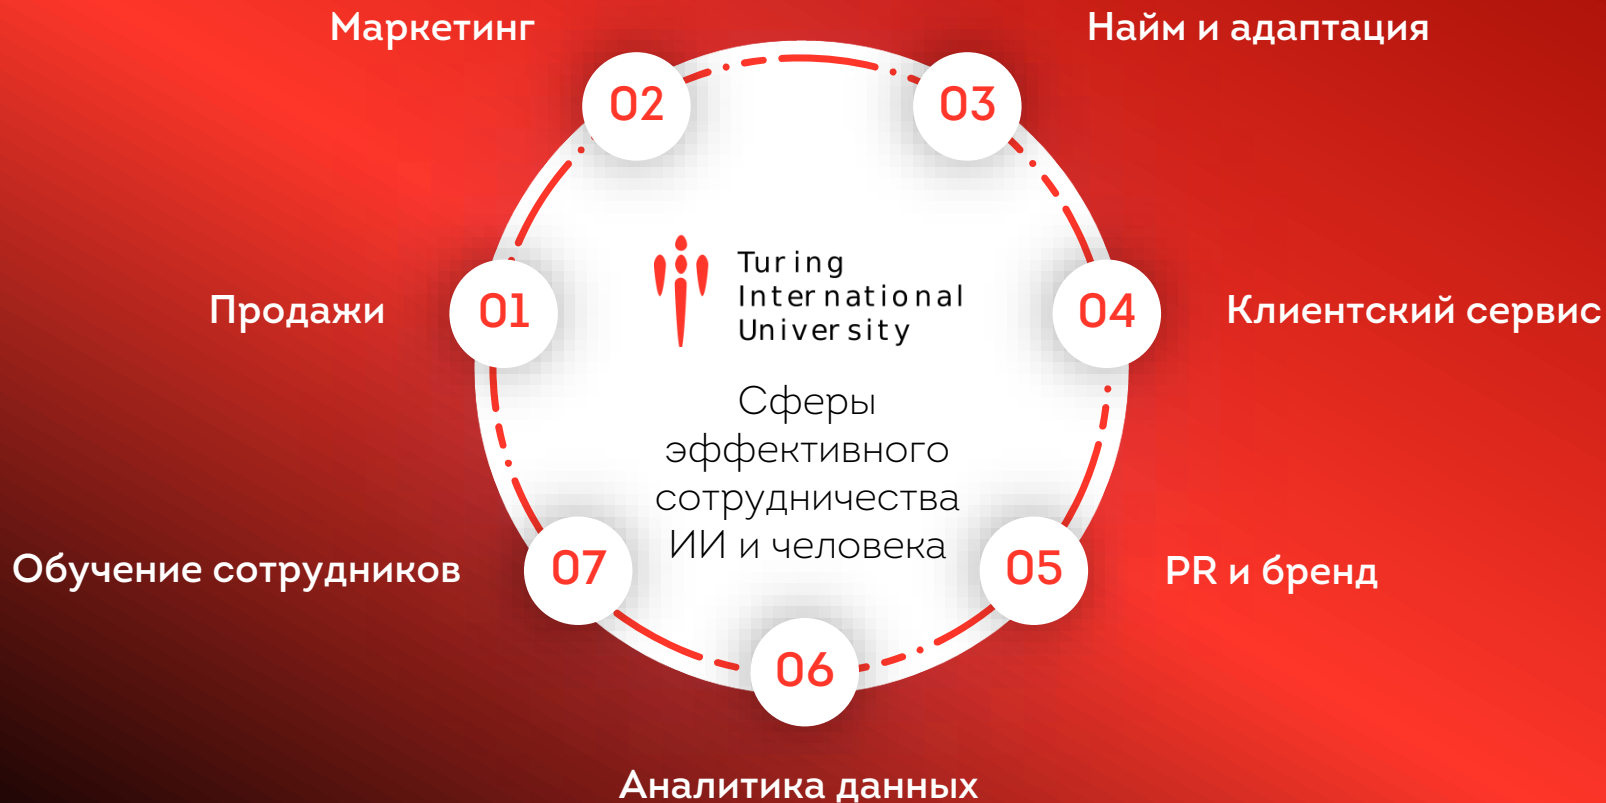 Маркетинг
Найм и адаптация
02
03
Turing
International
University
Продажи
01
04
Клиентский сервис
Сферы
эффективного
сотрудничества
ИИ и человека
Обучение сотрудников
07
05
PR и бренд
06
Аналитика данных